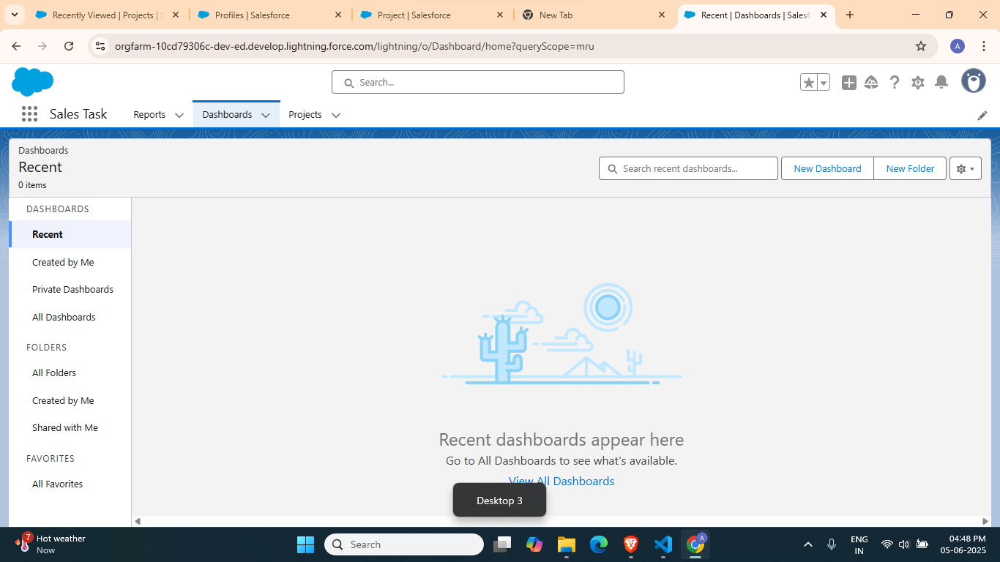 Recently Viewed | Projects |
Profiles | Salesforce
Project | Salesforce
New Tab
Recent | Dashboards | Salesf
orgfarm-10cd79306c-dev-ed.develop.lightning.force.com/lightning/o/Dashboard/home?queryScope=mru
A
Search...
Sales Task
Reports
Dashboards
Projects
Dashboards
Recent
0 items
Search recent dashboards...
New Dashboard
New Folder
DASHBOARDS
Recent
Created by Me
Private Dashboards
All Dashboards
FOLDERS
All Folders
Created by Me
Shared with Me
FAVORITES
All Favorites
Recent dashboards appear here
Go to All Dashboards to see what's available.
View All Dashboards
Desktop 3
7
Hot weather
Now
Search
A
ENG
IN
04:48 PM
05-06-2025